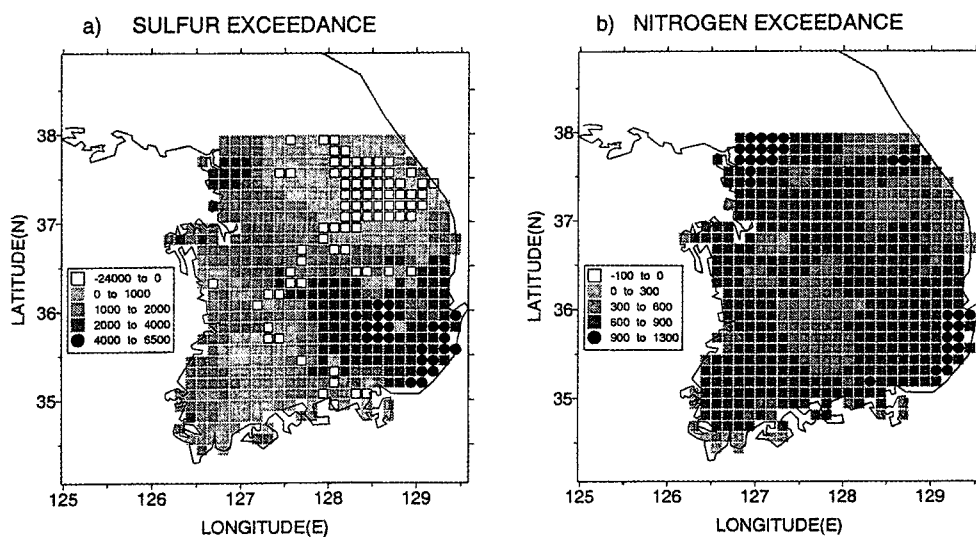 a) SULFUR EXCEEDANCE
38
37
36
35
LATITUDE(N)
-24000 to 0
0 to 1000
1000 to 2000
2000 to 4000
4000 to 6500
125 126 127 128 129
LONGITUDE(E)
b) NITROGEN EXCEEDANCE
38
37
36
35
LATITUDE(N)
-100 to 0
0 to 300
300 to 600
600 to 900
900 to 1300
125 126 127 128 129
LONGITUDE(E)